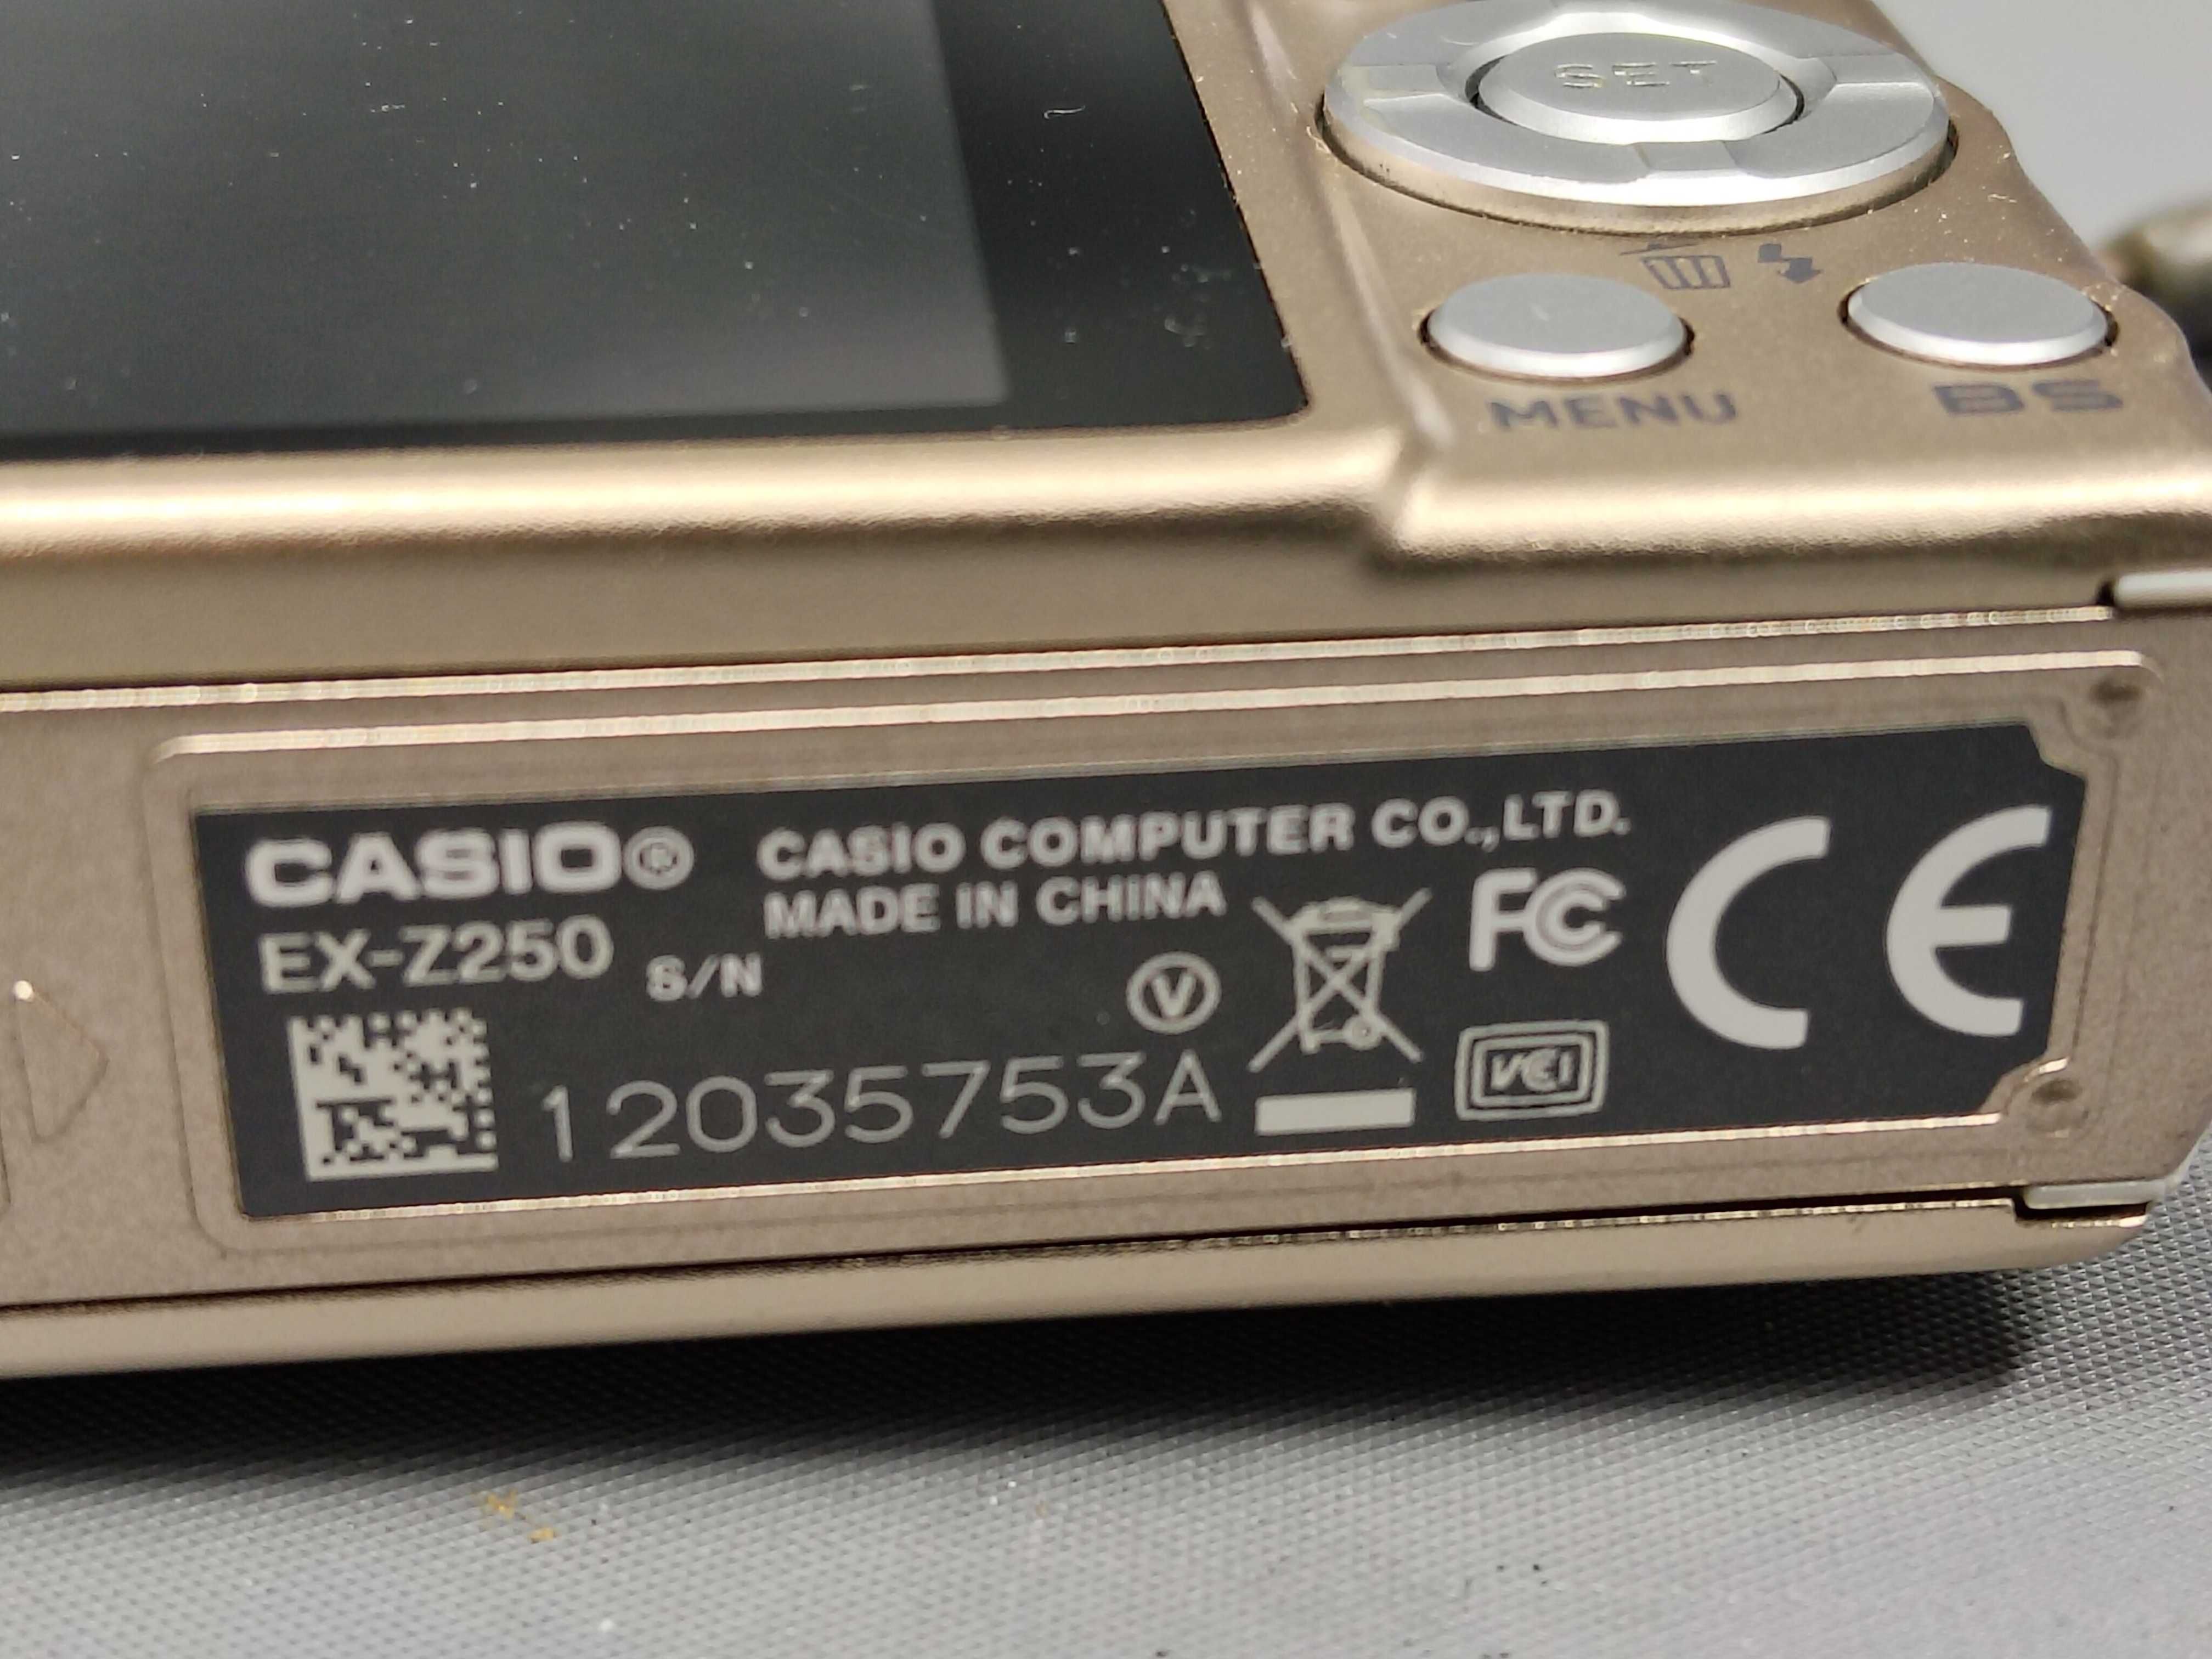 SET
MENU
BS
CASIO®
CASIO COMPUTER CO.,LTD.
MADE IN CHINA
EX-Z250
S/N
12035753A
V
FC
VCI
CE